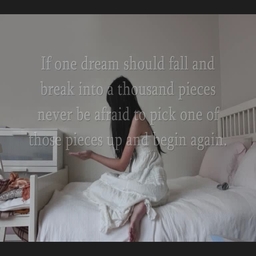 If one dream should fall and
break into a thousand pieces
never be afraid to pick one of
those pieces up and begin again.